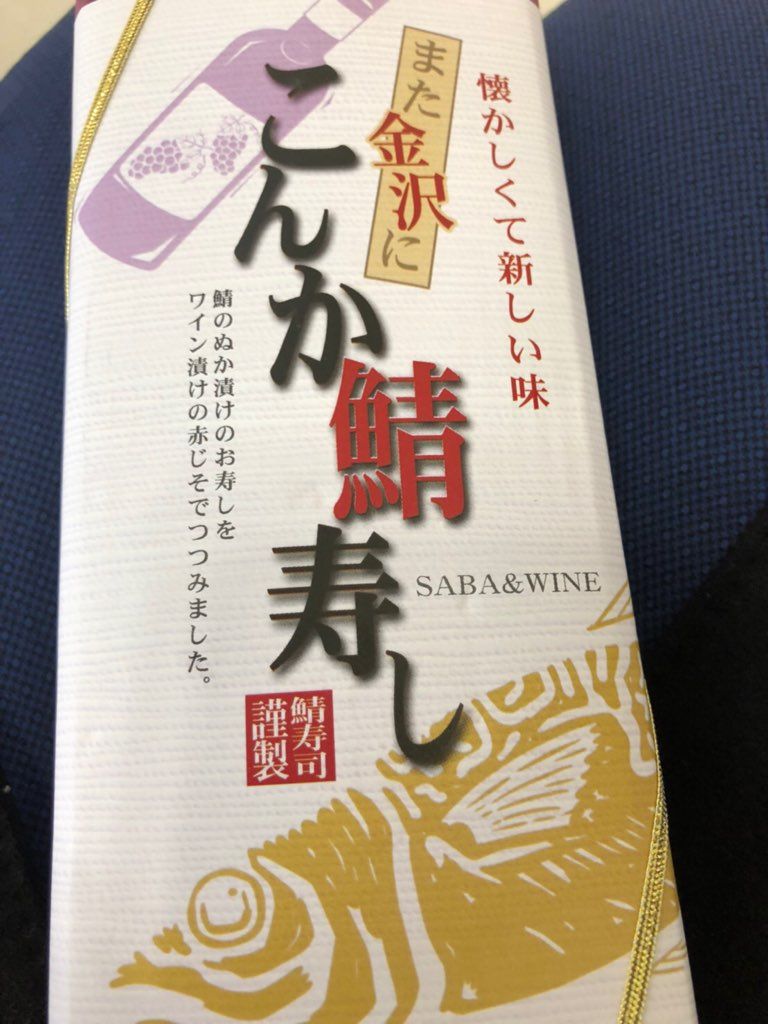 懐かしくて新しい味
また金沢に
こんか鯖寿し
SABA&WINE
鯖のぬか漬けのお寿しを
ワイン漬けの赤じそでつつみました。
鯖寿司
謹製